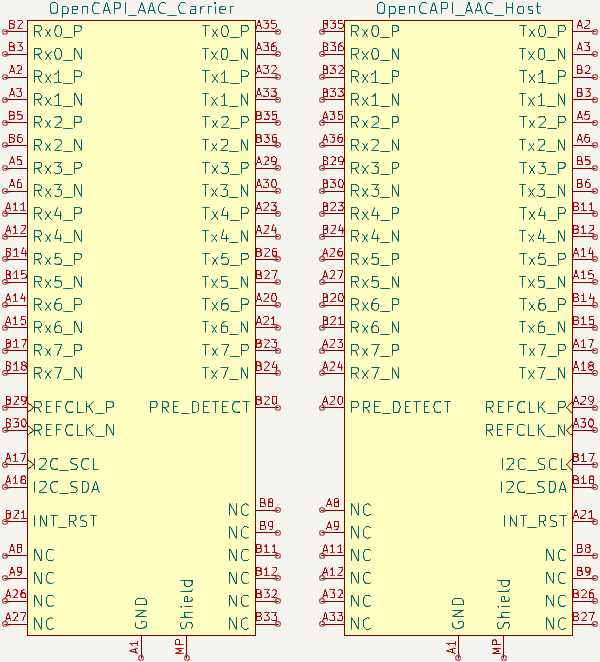 OpenCAPI_AAC_Carrier
B2 Rx0_P Tx0_P A35
B3 Rx0_N Tx0_N A36
A2 Rx1_P Tx1_P A32
A3 Rx1_N Tx1_N A33
B5 Rx2_P Tx2_P B35
B6 Rx2_N Tx2_N B36
A5 Rx3_P Tx3_P A29
A6 Rx3_N Tx3_N A30
A11 Rx4_P Tx4_P A23
A12 Rx4_N Tx4_N A24
B14 Rx5_P Tx5_P B26
B15 Rx5_N Tx5_N B27
A14 Rx6_P Tx6_P A20
A15 Rx6_N Tx6_N A21
B17 Rx7_P Tx7_P B23
B18 Rx7_N Tx7_N B24
B29 REFCLK_P PRE_DETECT B20
B30 REFCLK_N
A17 I2C_SCL
A18 I2C_SDA
NC B8
B21 INT_RST
NC B9
A8 NC NC B11
A9 NC NC B12
A26 NC NC B32
A27 NC NC B33
GND A1
Shield MP
OpenCAPI_AAC_Host
B35 Rx0_P Tx0_P A2
B36 Rx0_N Tx0_N A3
B32 Rx1_P Tx1_P B2
B33 Rx1_N Tx1_N B3
A35 Rx2_P Tx2_P A5
A36 Rx2_N Tx2_N A6
B29 Rx3_P Tx3_P B5
B30 Rx3_N Tx3_N B6
B23 Rx4_P Tx4_P B11
B24 Rx4_N Tx4_N B12
A26 Rx5_P Tx5_P A14
A27 Rx5_N Tx5_N A15
B20 Rx6_P Tx6_P B14
B21 Rx6_N Tx6_N B15
A23 Rx7_P Tx7_P A17
A24 Rx7_N Tx7_N A18
A20 PRE_DETECT REFCLK_P A29
REFCLK_N A30
I2C_SCL B17
I2C_SDA B18
A8 NC
INT_RST A21
A9 NC
A11 NC NC B8
A12 NC NC B9
A32 NC NC B26
A33 NC NC B27
GND A1
Shield MP